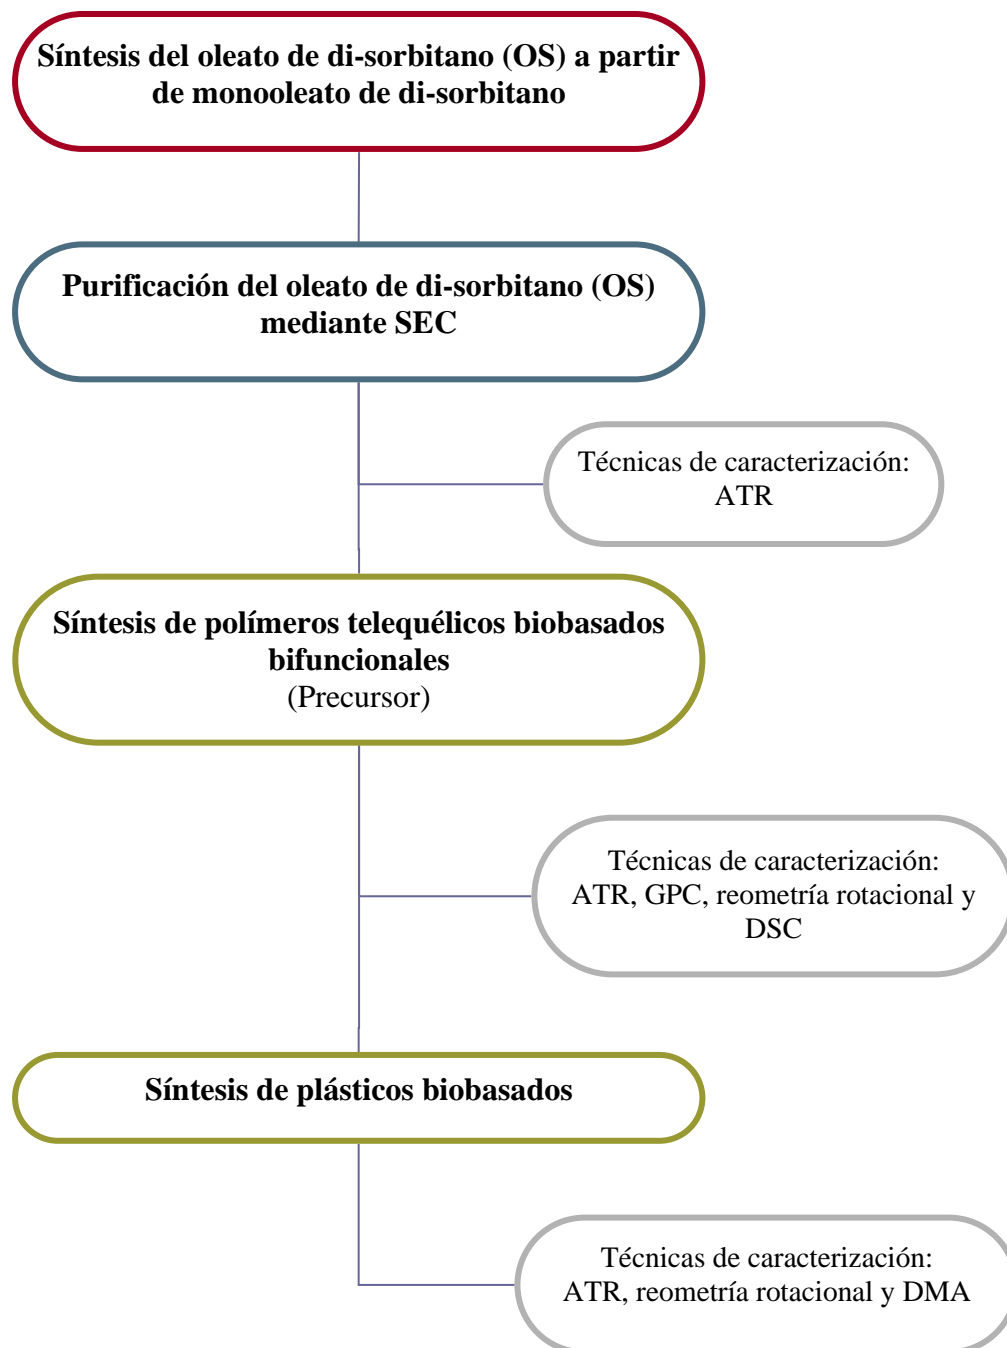 Síntesis del oleato de di-sorbitano (OS) a partir
de monooleato de di-sorbitano
Purificación del oleato de di-sorbitano (OS)
mediante SEC
Técnicas de caracterización:
ATR
Síntesis de polímeros telequélicos biobasados
bifuncionales
(Precursor)
Técnicas de caracterización:
ATR, GPC, reometría rotacional y
DSC
Síntesis de plásticos biobasados
Técnicas de caracterización:
ATR, reometría rotacional y DMA